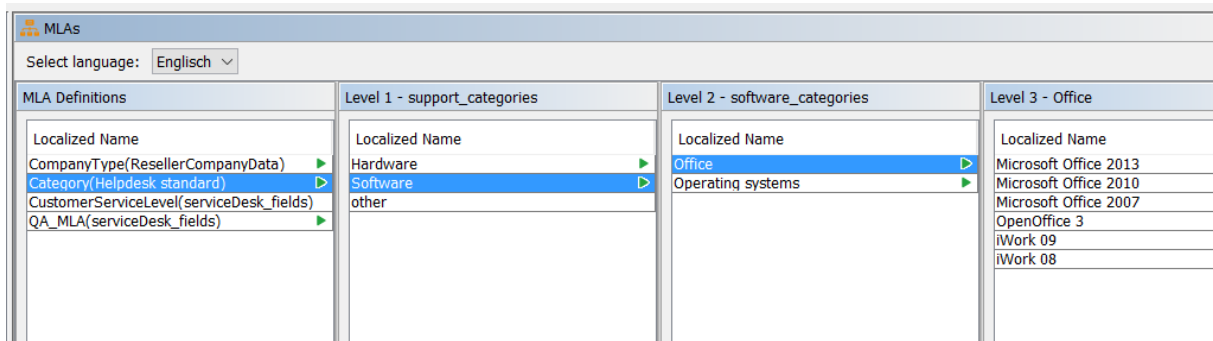 MLAs
Select language: Englisch
MLA Definitions
Localized Name
CompanyType(ResellerCompanyData)
Category(Helpdesk standard)
CustomerServiceLevel(serviceDesk_fields)
QA_MLA(serviceDesk_fields)
Level 1 - support_categories
Localized Name
Hardware
Software
other
Level 2 - software_categories
Localized Name
Office
Operating systems
Level 3 - Office
Localized Name
Microsoft Office 2013
Microsoft Office 2010
Microsoft Office 2007
OpenOffice 3
iWork 09
iWork 08